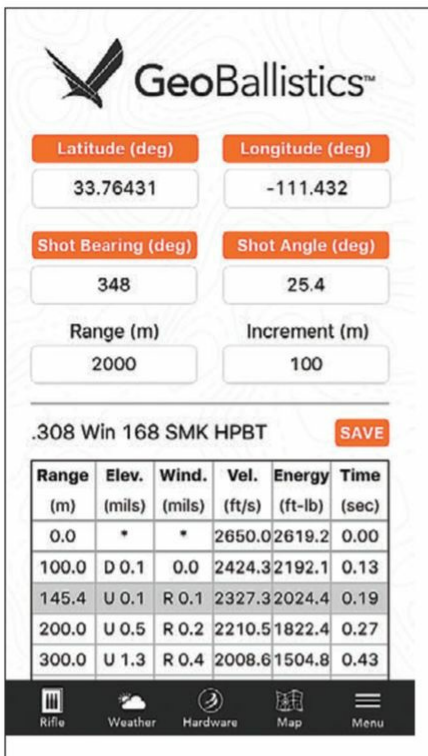 GeoBallistics™
Latitude (deg) Longitude (deg)
33.76431 -111.432
Shot Bearing (deg) Shot Angle (deg)
348 25.4
Range (m) Increment (m)
2000 100
.308 Win 168 SMK HPBT SAVE
Range Elev. Wind. Vel. Energy Time
(m) (mils) (mils) (ft/s) (ft-lb) (sec)
0.0 * * 2650.0 2619.2 0.00
100.0 D 0.1 0.0 2424.3 2192.1 0.13
145.4 U 0.1 R 0.1 2327.3 2024.4 0.19
200.0 U 0.5 R 0.2 2210.5 1822.4 0.27
300.0 U 1.3 R 0.4 2008.6 1504.8 0.43
Rifle Weather Hardware Map Menu